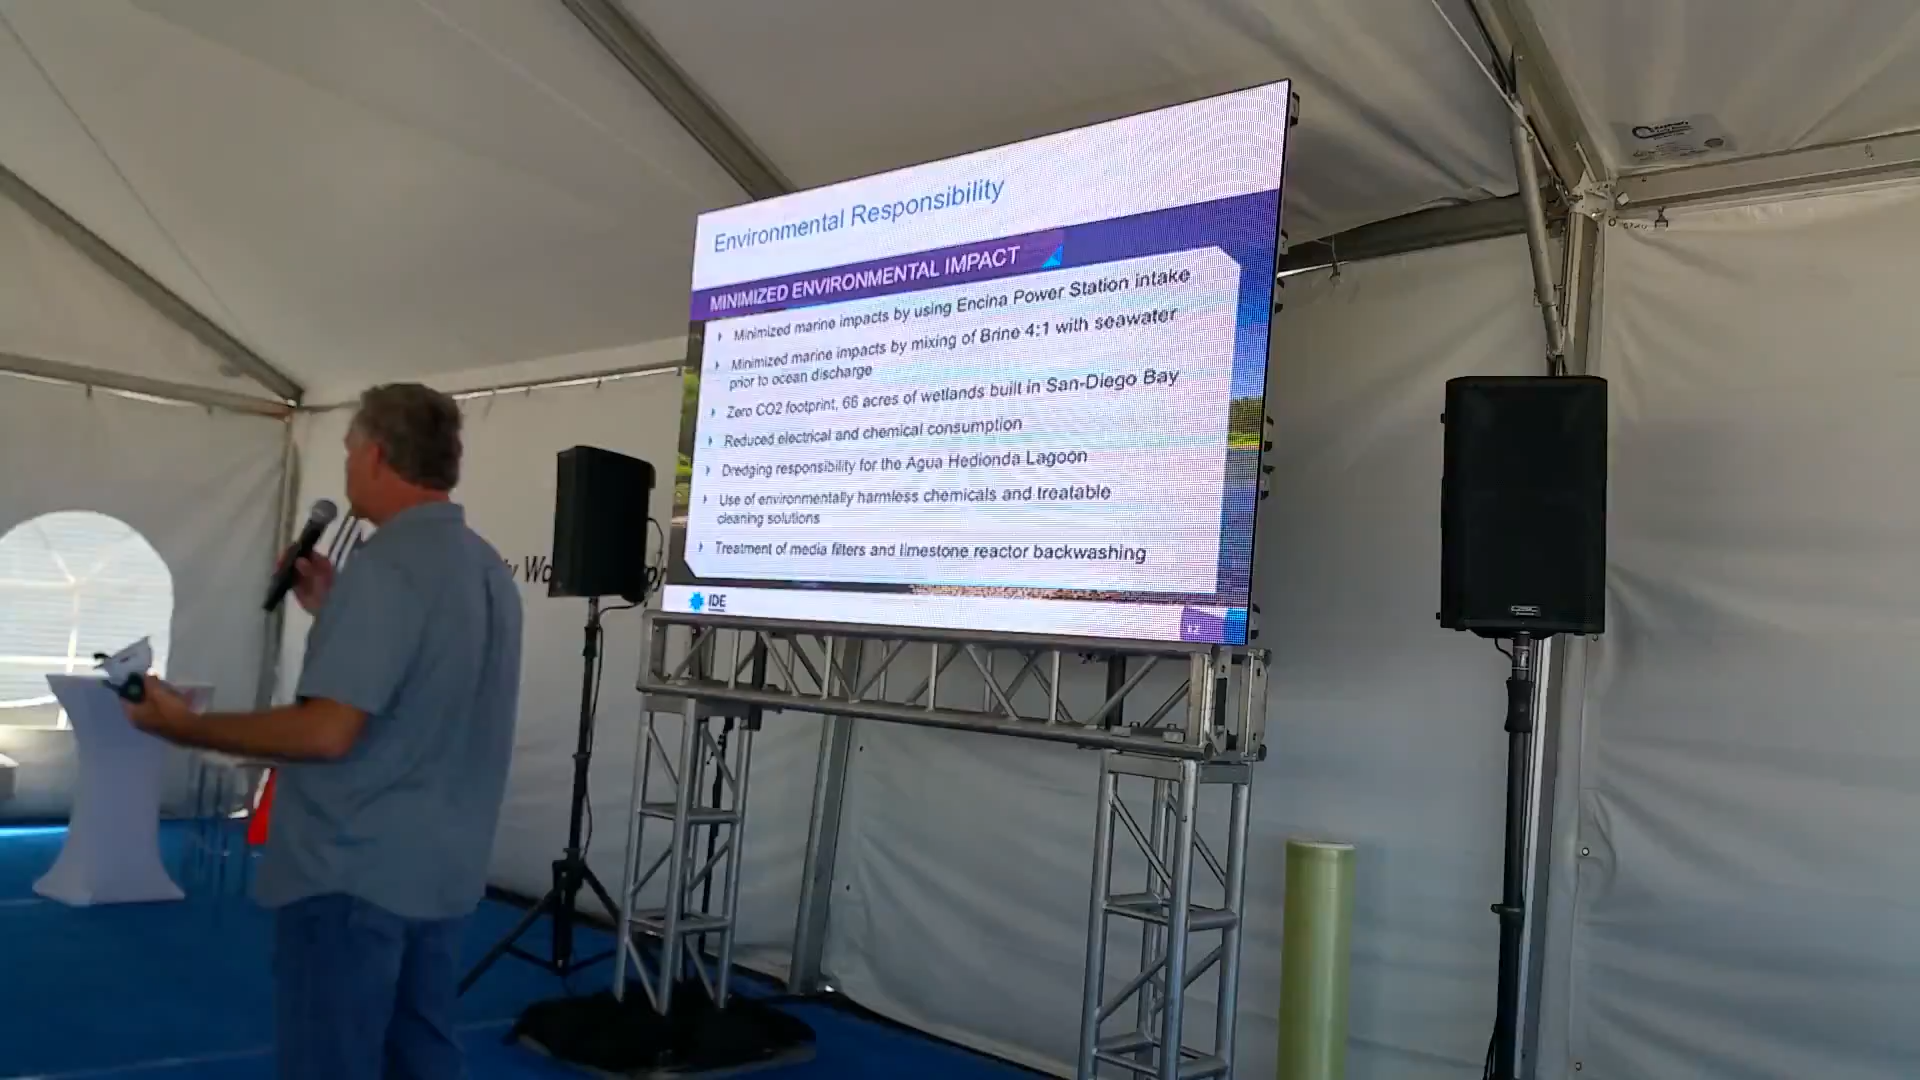 Environmental Responsibility
MINIMIZED ENVIRONMENTAL IMPACT
Minimized marine impacts by using Encina Power Station intake
Minimized marine impacts by mixing of Brine 4:1 with seawater
prior to ocean discharge
Zero CO2 footprint, 66 acres of wetlands built in San-Diego Bay
Reduced electrical and chemical consumption
Dredging responsibility for the Agua Hedionda Lagoon
Use of environmentally harmless chemicals and treatable
cleaning solutions
Treatment of media filters and limestone reactor backwashing
IDE
QSC